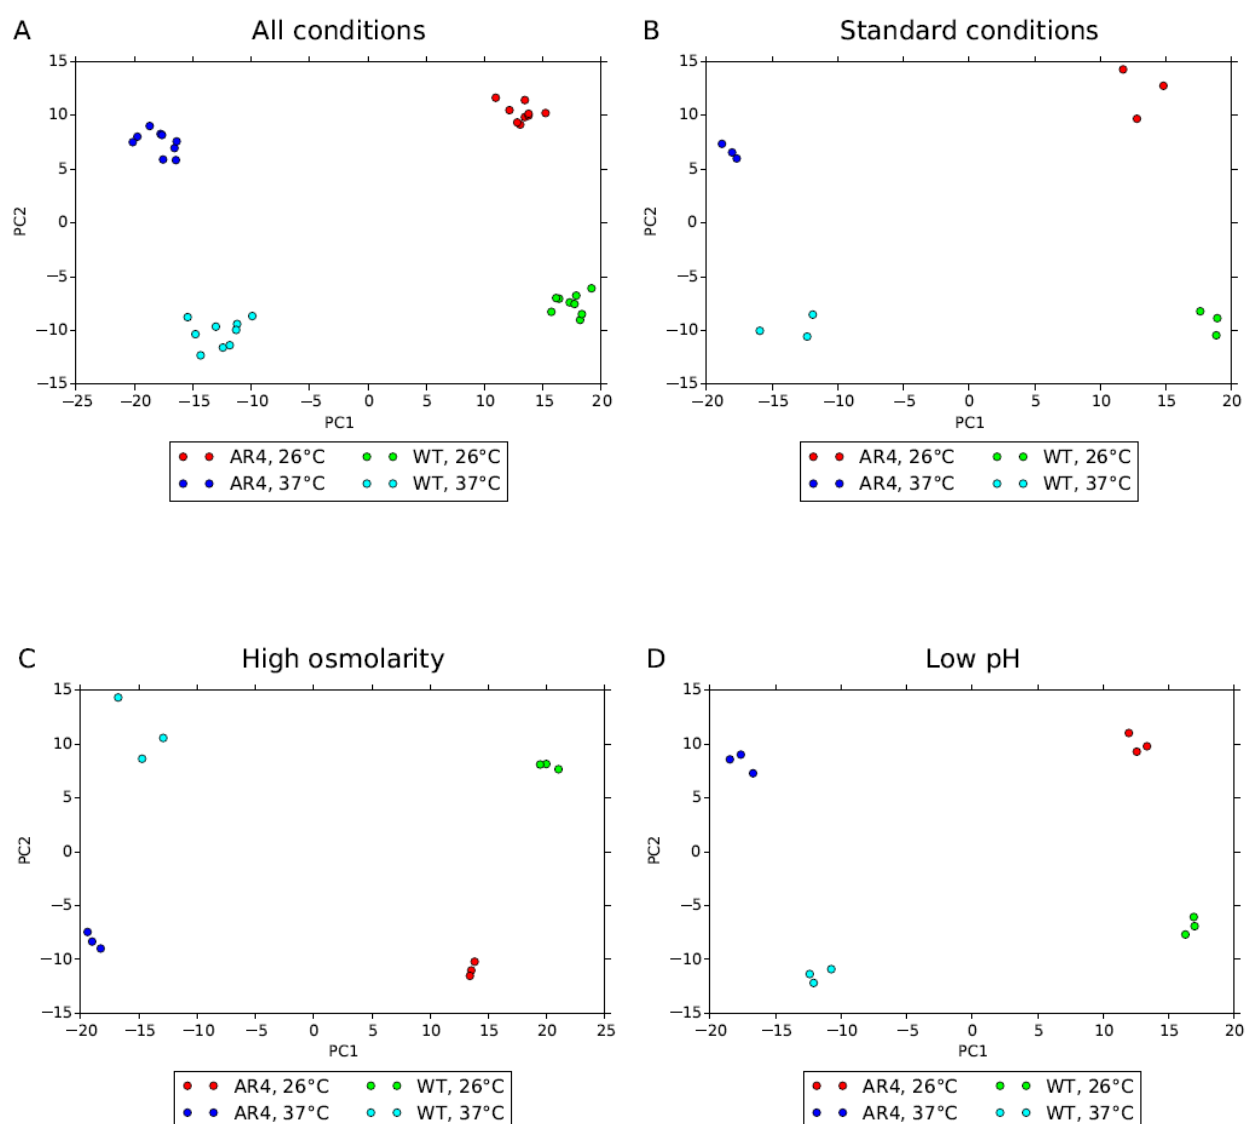 A All conditions
15
10
5
0
−5
−10
−15
PC2
−25 −20 −15 −10 −5 0 5 10 15 20
PC1
AR4, 26°C WT, 26°C
AR4, 37°C WT, 37°C
B Standard conditions
15
10
5
0
−5
−10
−15
PC2
−20 −15 −10 −5 0 5 10 15 20
PC1
AR4, 26°C WT, 26°C
AR4, 37°C WT, 37°C
C High osmolarity
15
10
5
0
−5
−10
−15
PC2
−20 −15 −10 −5 0 5 10 15 20 25
PC1
AR4, 26°C WT, 26°C
AR4, 37°C WT, 37°C
D Low pH
15
10
5
0
−5
−10
−15
PC2
−20 −15 −10 −5 0 5 10 15 20
PC1
AR4, 26°C WT, 26°C
AR4, 37°C WT, 37°C